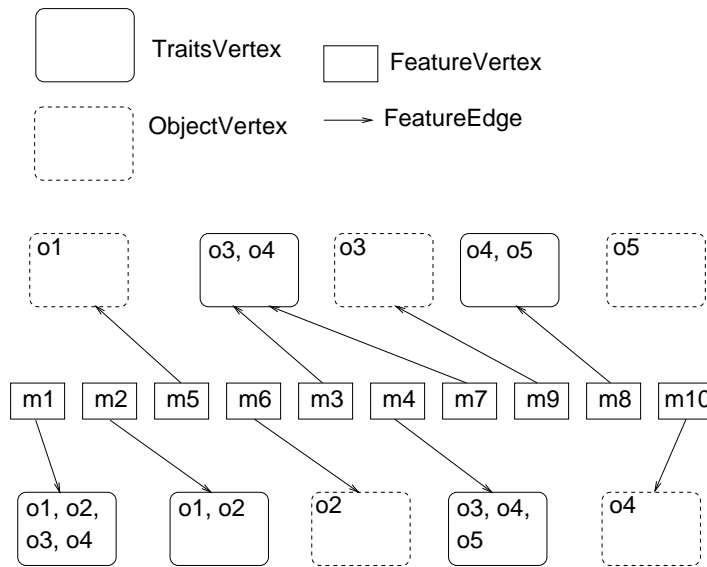 TraitsVertex
FeatureVertex
ObjectVertex
FeatureEdge
o1
o3, o4
o3
o4, o5
o5
m1
m2
m5
m6
m3
m4
m7
m9
m8
m10
o1, o2,
o3, o4
o1, o2
o2
o3, o4,
o5
o4